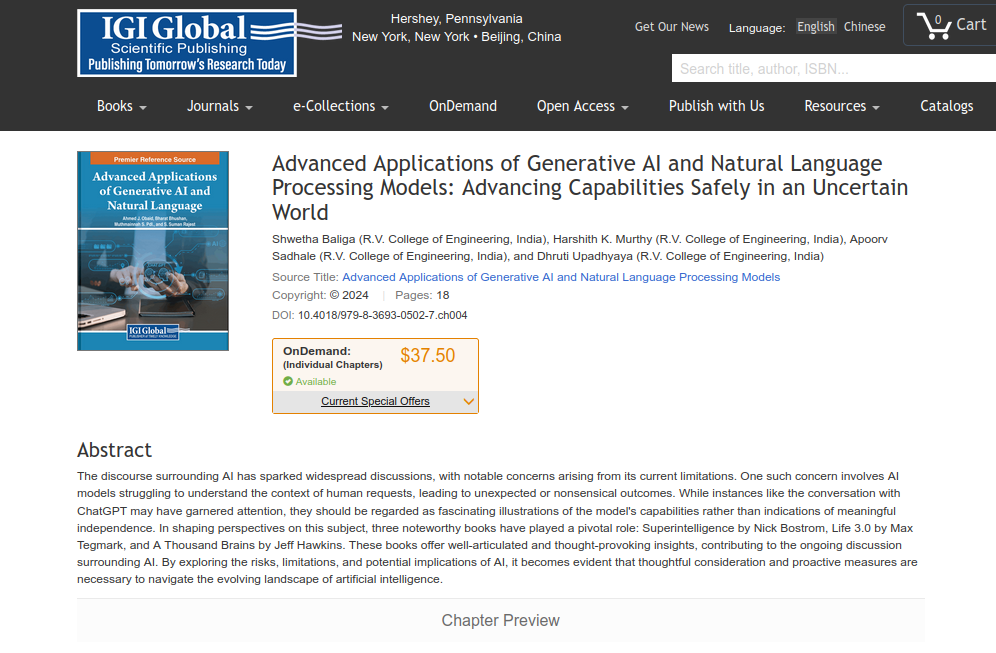 IGI Global
Scientific Publishing
Publishing Tomorrow's Research Today
Hershey, Pennsylvania
New York, New York • Beijing, China
Get Our News
Language: English Chinese
0 Cart
Search title, author, ISBN...
Books
Journals
e-Collections
OnDemand
Open Access
Publish with Us
Resources
Catalogs
Premier Reference Source
Advanced Applications
of Generative AI and
Natural Language
Ahmed J. Obaid, Bharat Bhushan,
Muthmainnah S. Pdi., and S. Suman Rajest
IGI Global
Advanced Applications of Generative AI and Natural Language
Processing Models: Advancing Capabilities Safely in an Uncertain
World
Shwetha Baliga (R.V. College of Engineering, India), Harshith K. Murthy (R.V. College of Engineering, India), Apoorv
Sadhale (R.V. College of Engineering, India), and Dhruti Upadhyaya (R.V. College of Engineering, India)
Source Title: Advanced Applications of Generative AI and Natural Language Processing Models
Copyright: © 2024 | Pages: 18
DOI: 10.4018/979-8-3693-0502-7.ch004
OnDemand:
(Individual Chapters)
$37.50
Available
Current Special Offers
Abstract
The discourse surrounding AI has sparked widespread discussions, with notable concerns arising from its current limitations. One such concern involves AI
models struggling to understand the context of human requests, leading to unexpected or nonsensical outcomes. While instances like the conversation with
ChatGPT may have garnered attention, they should be regarded as fascinating illustrations of the model's capabilities rather than indications of meaningful
independence. In shaping perspectives on this subject, three noteworthy books have played a pivotal role: Superintelligence by Nick Bostrom, Life 3.0 by Max
Tegmark, and A Thousand Brains by Jeff Hawkins. These books offer well-articulated and thought-provoking insights, contributing to the ongoing discussion
surrounding AI. By exploring the risks, limitations, and potential implications of AI, it becomes evident that thoughtful consideration and proactive measures are
necessary to navigate the evolving landscape of artificial intelligence.
Chapter Preview